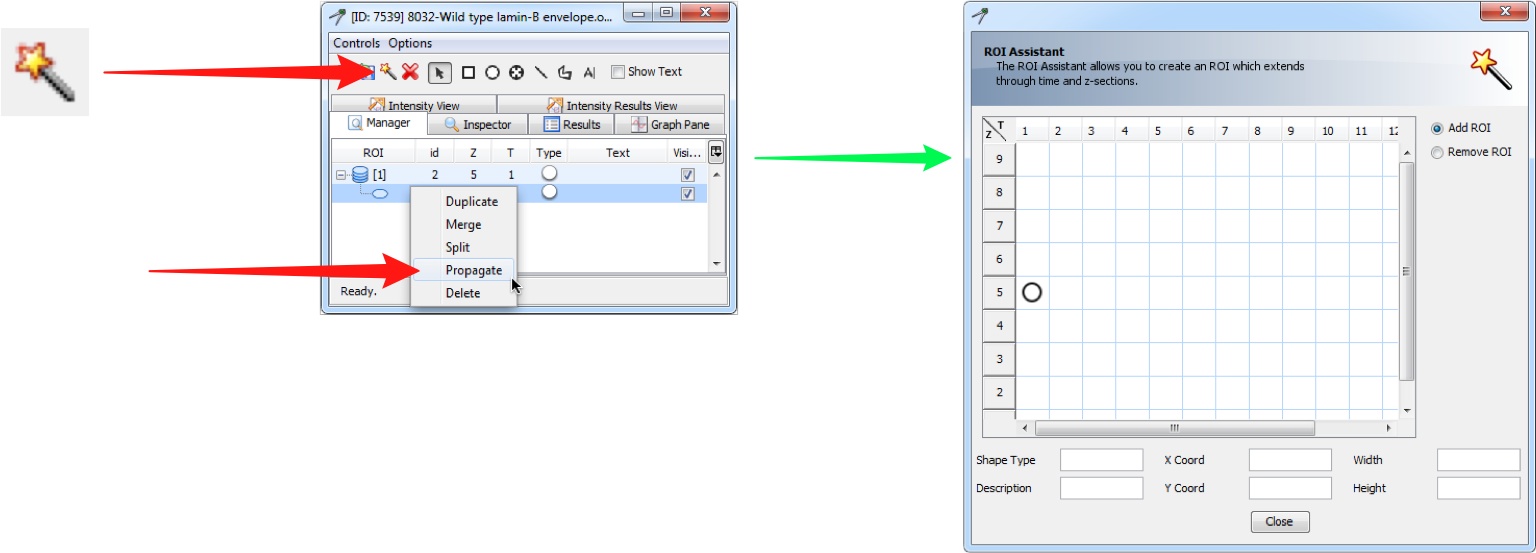 [ID: 7539] 8032-Wild type lamin-B envelope.o...
Controls Options
A| Show Text
Intensity View Intensity Results View
Manager Inspector Results Graph Pane
ROI id Z T Type Text Visi...
[1] 2 5 1
Duplicate
Merge
Split
Propagate
Delete
Ready.
ROI Assistant
The ROI Assistant allows you to create an ROI which extends
through time and z-sections.
Z T 1 2 3 4 5 6 7 8 9 10 11 12
9
8
7
6
5
4
3
2
Add ROI
Remove ROI
Shape Type X Coord Width
Description Y Coord Height
Close